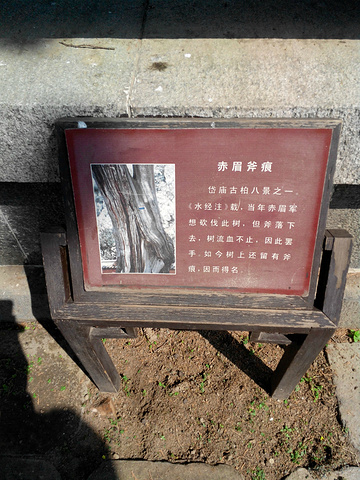 赤眉斧痕
岱庙古柏八景之一。
《水经注》载，当年赤眉军
想砍伐此树，但斧落下
去，树流血不止，因此罢
手。如今树上还留有斧
痕，因而得名。